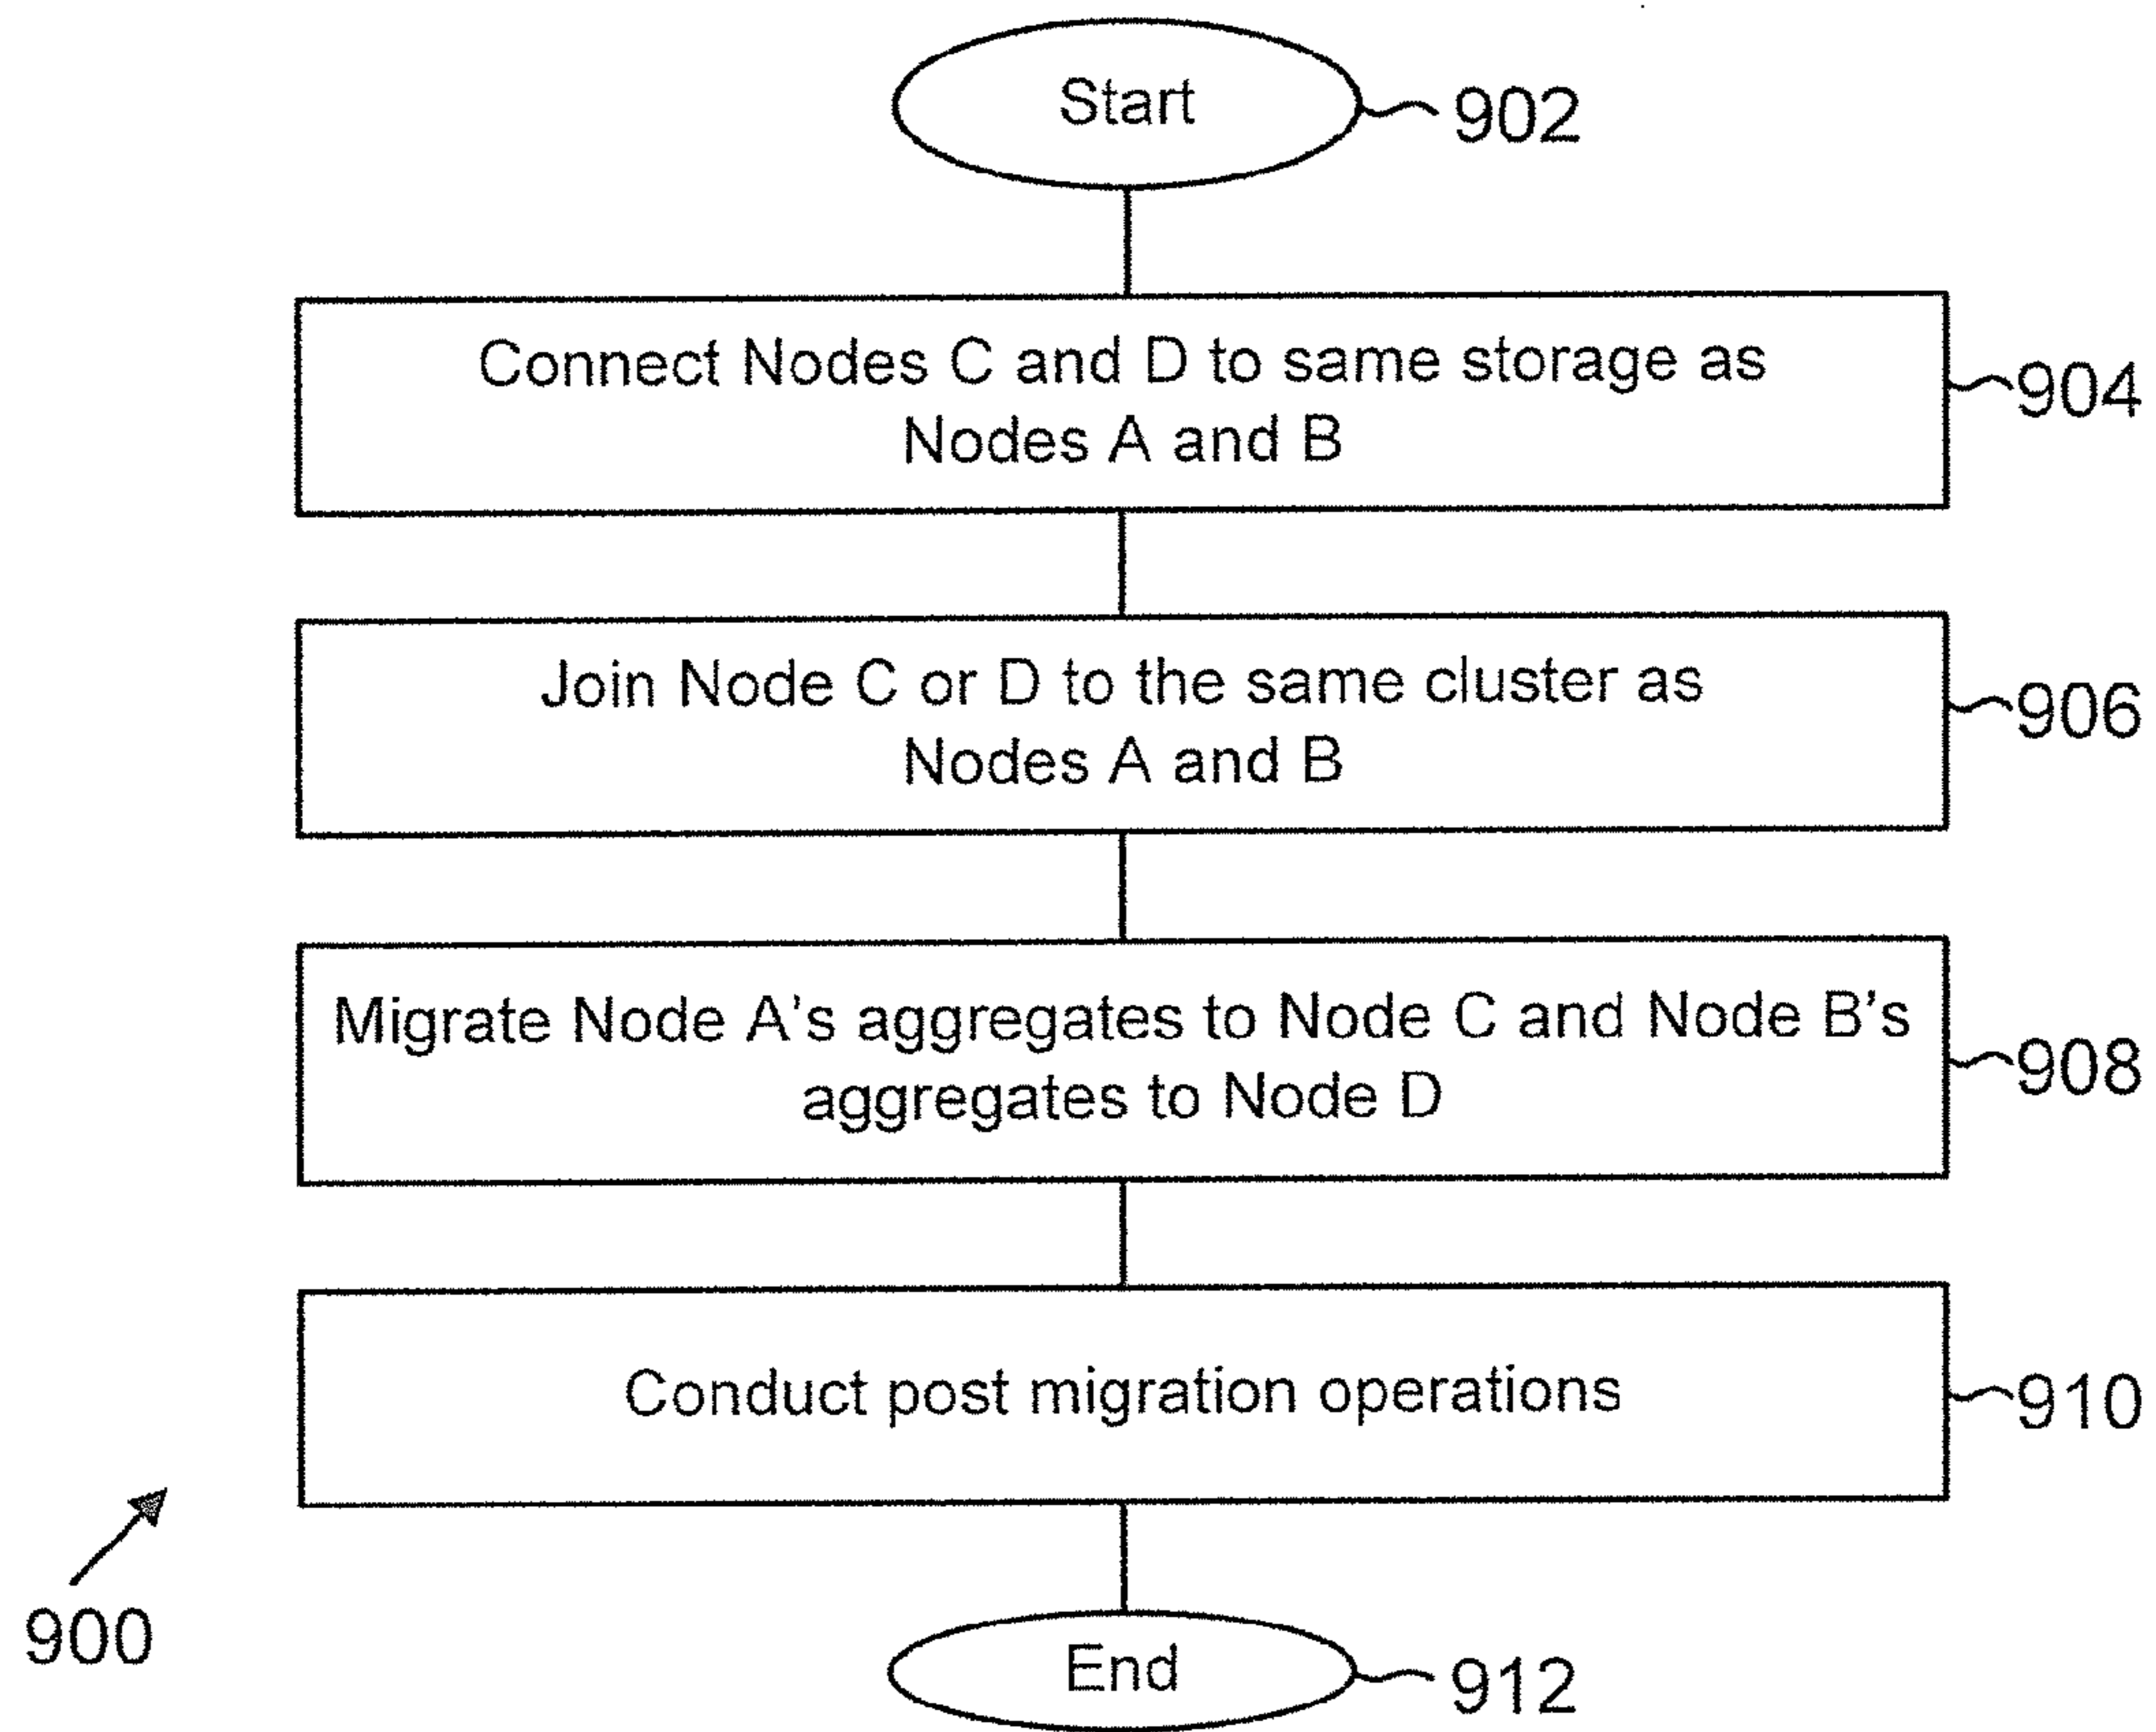 Start
902
Connect Nodes C and D to same storage as
Nodes A and B
904
Join Node C or D to the same cluster as
Nodes A and B
906
Migrate Node A's aggregates to Node C and Node B's
aggregates to Node D
908
Conduct post migration operations
910
900
End
912